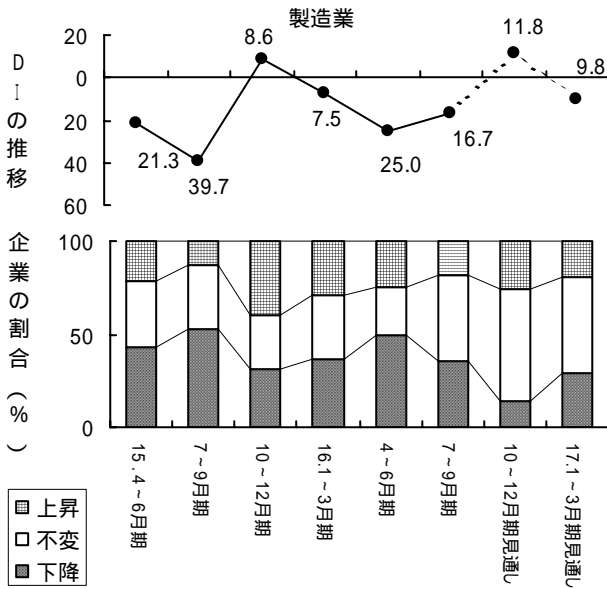 製造業
DIの推移
20
0
20
40
60
21.3
39.7
8.6
7.5
25.0
16.7
11.8
9.8
企業の割合(%)
100
50
0
15.4~6月期
7~9月期
10~12月期
16.1~3月期
4~6月期
7~9月期
10~12月期見通し
17.1~3月期見通し
上昇
不変
下降